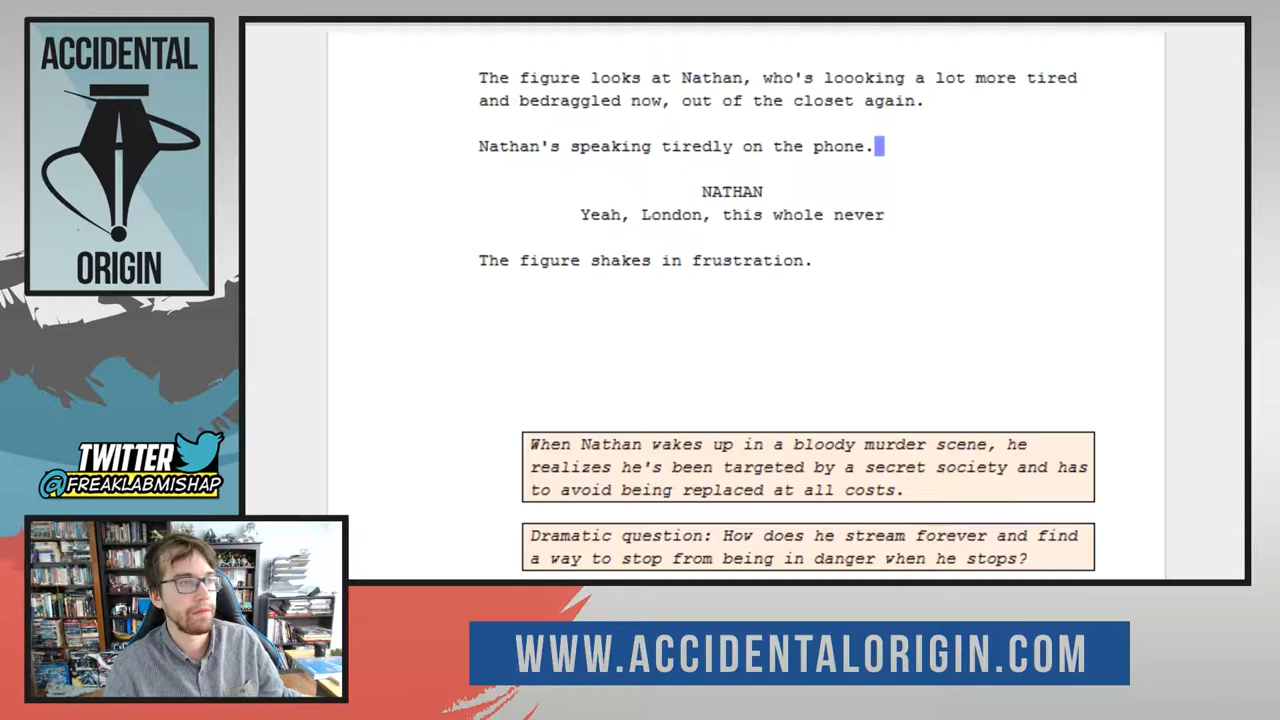 ACCIDENTAL
ORIGIN
The figure looks at Nathan, who's loooking a lot more tired
and bedraggled now, out of the closet again.
Nathan's speaking tiredly on the phone.
NATHAN
Yeah, London, this whole never
The figure shakes in frustration.
When Nathan wakes up in a bloody murder scene, he
realizes he's been targeted by a secret society and has
to avoid being replaced at all costs.
Dramatic question: How does he stream forever and find
a way to stop from being in danger when he stops?
TWITTER
@FREAKLABMISHAP
WWW.ACCIDENTALORIGIN.COM